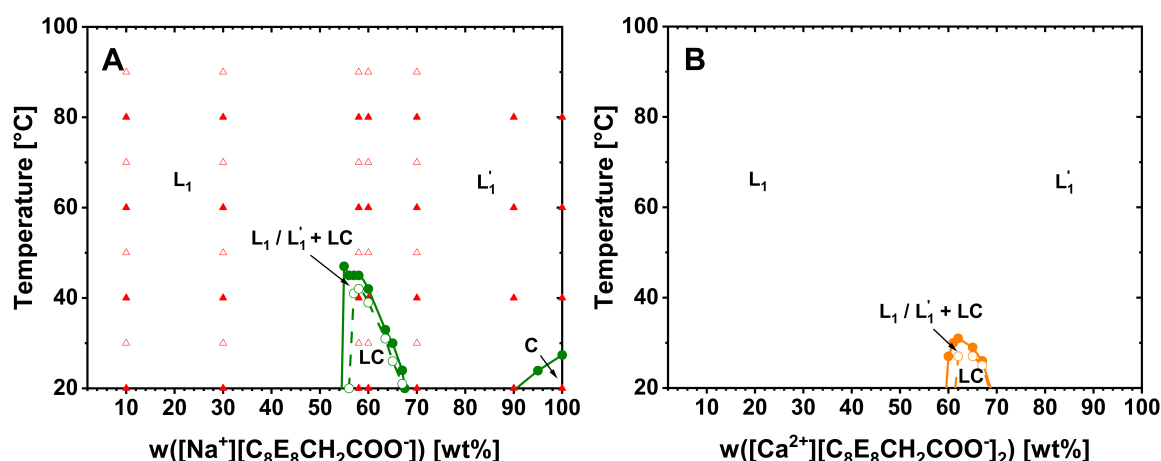 A
100
80
60
40
20
Temperature [°C]
L₁
L₁'
L₁ / L₁' + LC
LC
C
10 20 30 40 50 60 70 80 90 100
w([Na⁺][C₈E₈CH₂COO⁻]) [wt%]
B
100
80
60
40
20
Temperature [°C]
L₁
L₁'
L₁ / L₁' + LC
LC
10 20 30 40 50 60 70 80 90 100
w([Ca²⁺][C₈E₈CH₂COO⁻]₂) [wt%]